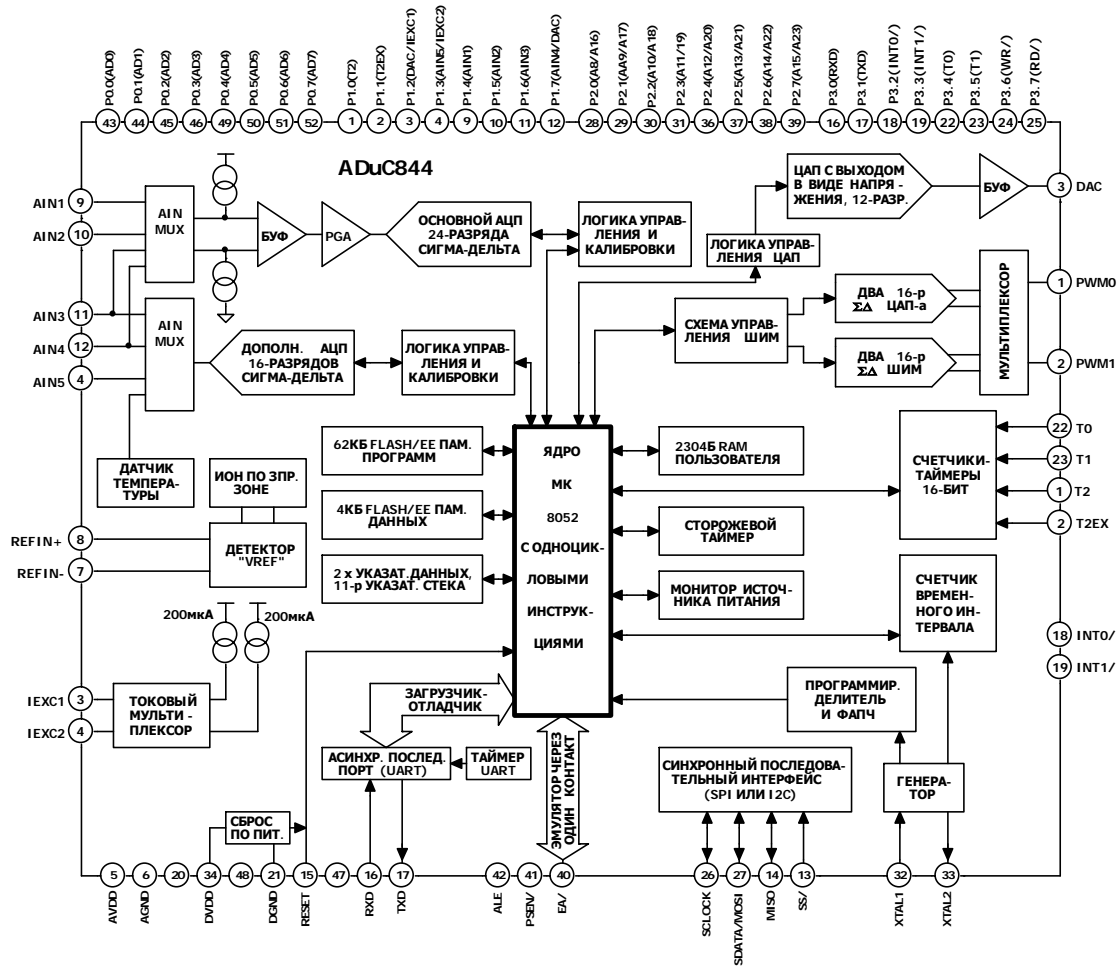 P0.0(AD0)
P0.1(AD1)
P0.2(AD2)
P0.3(AD3)
P0.4(AD4)
P0.5(AD5)
P0.6(AD6)
P0.7(AD7)
P1.0(T2)
P1.1(T2EX)
P1.2(DAC/IEXC1)
P1.3(AIN5/IEXC2)
P1.4(AIN1)
P1.5(AIN2)
P1.6(AIN3)
P1.7(AIN4/DAC)
P2.0(A8/A16)
P2.1(AA9/A17)
P2.2(A10/A18)
P2.3(A11/19)
P2.4(A12/A20)
P2.5(A13/A21)
P2.6(A14/A22)
P2.7(A15/A23)
P3.0(RXD)
P3.1(TXD)
P3.2(INT0/)
P3.3(INT1/)
P3.4(T0)
P3.5(T1)
P3.6(WR/)
P3.7(RD/)
43 44 45 46 49 50 51 52 1 2 3 4 9 10 11 12 28 29 30 31 36 37 38 39 16 17 18 19 22 23 24 25
ADuC844
AIN1 9
AIN2 10
AIN3 11
AIN4 12
AIN5 4
AIN
MUX
БУФ
PGA
ОСНОВНОЙ АЦП
24-РАЗРЯДА
СИГМА-ДЕЛЬТА
ЛОГИКА УПРАВ-
ЛЕНИЯ И
КАЛИБРОВКИ
ЛОГИКА УПРАВ-
ЛЕНИЯ ЦАП
ЦАП С ВЫХОДОМ
В ВИДЕ НАПРЯ-
ЖЕНИЯ, 12-РАЗР.
БУФ
3 DAC
AIN
MUX
ДОПОЛН. АЦП
16-РАЗРЯДОВ
СИГМА-ДЕЛЬТА
ЛОГИКА УПРАВ-
ЛЕНИЯ И
КАЛИБРОВКИ
СХЕМА УПРАВ-
ЛЕНИЯ ШИМ
ДВА 16-р
ΣΔ ЦАП-а
ДВА 16-р
ΣΔ ШИМ
МУЛЬТИПЛЕКСОР
1 PWM0
2 PWM1
ДАТЧИК
ТЕМПЕРА-
ТУРЫ
ИОН ПО ЗПР.
ЗОНЕ
ДЕТЕКТОР
"VREF"
REFIN+ 8
REFIN- 7
62КБ FLASH/EE ПАМ.
ПРОГРАММ
4КБ FLASH/EE ПАМ.
ДАННЫХ
2 x УКАЗАТ.ДАННЫХ,
11-р УКАЗАТ. СТЕКА
ЯДРО
МК
8052
С ОДНОЦИК-
ЛОВЫМИ
ИНСТРУК-
ЦИЯМИ
2304Б RAM
ПОЛЬЗОВАТЕЛЯ
СТОРОЖЕВОЙ
ТАЙМЕР
МОНИТОР ИСТОЧ-
НИКА ПИТАНИЯ
СЧЕТЧИКИ-
ТАЙМЕРЫ
16-БИТ
22 T0
23 T1
1 T2
2 T2EX
СЧЕТЧИК
ВРЕМЕН-
НОГО ИН-
ТЕРВАЛА
18 INT0/
19 INT1/
200мкА
200мкА
IEXC1 3
IEXC2 4
ТОКОВЫЙ
МУЛЬТИ-
ПЛЕКСОР
ЗАГРУЗЧИК-
ОТЛАДЧИК
АСИНХР. ПОСЛЕД.
ПОРТ (UART)
ТАЙМЕР
UART
ЭМУЛЯТОР ЧЕРЕЗ
ОДИН КОНТАКТ
ПРОГРАММИР.
ДЕЛИТЕЛЬ
И ФАПЧ
СИНХРОННЫЙ ПОСЛЕДОВА-
ТЕЛЬНЫЙ ИНТЕРФЕЙС
(SPI ИЛИ I2C)
ГЕНЕРА-
ТОР
СБРОС
ПО ПИТ.
5 6 20 34 48 21 15 47 16 17 42 41 40 26 27 14 13 32 33
AVDD
AGND
DVDD
DGND
RESET
RXD
TXD
ALE
PSEN/
EA/
SCLOCK
SDATA/MOSI
MISO
SS/
XTAL1
XTAL2